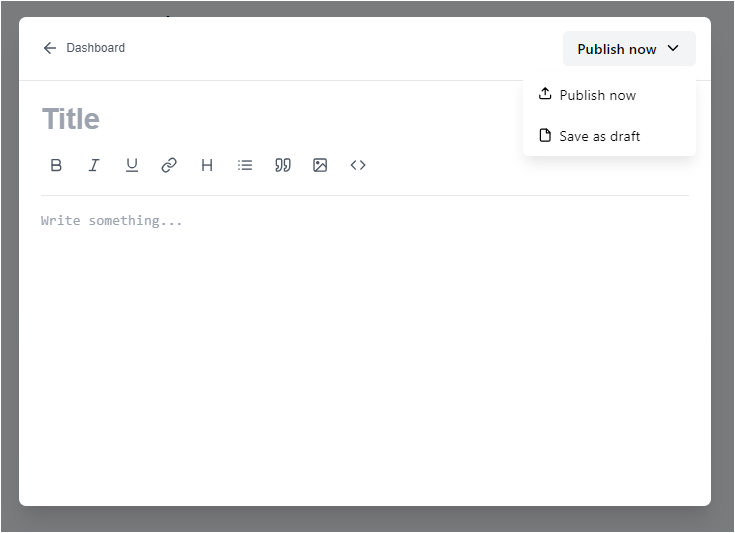 Dashboard
Publish now
Publish now
Save as draft
Title
B I U H
Write something...